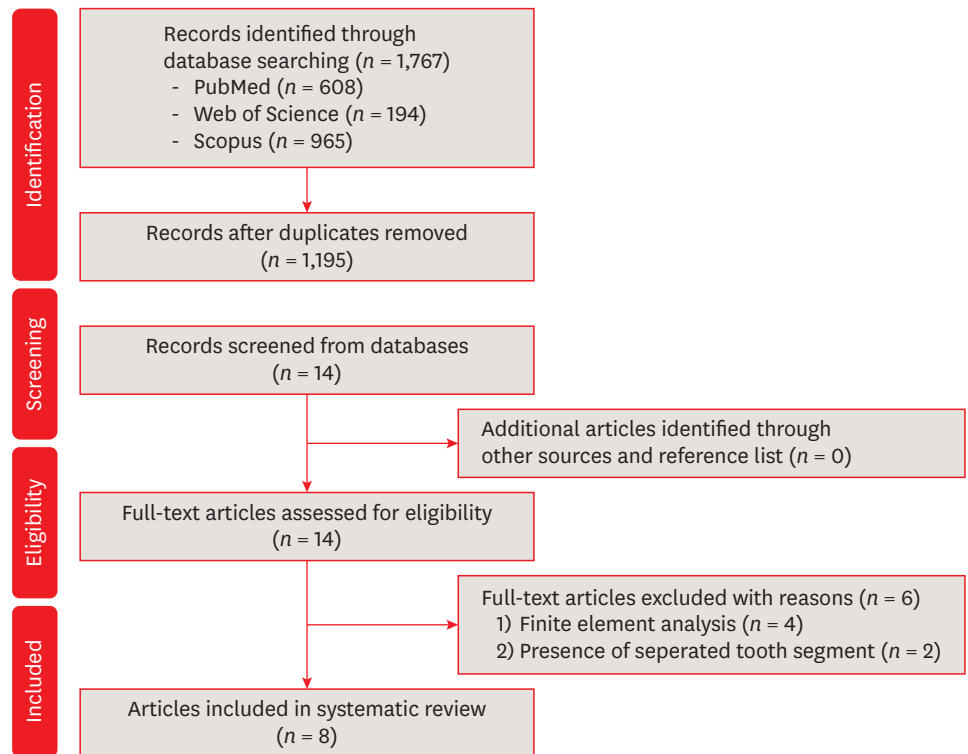 Identification
Records identified through
database searching (n = 1,767)
- PubMed (n = 608)
- Web of Science (n = 194)
- Scopus (n = 965)
Records after duplicates removed
(n = 1,195)
Screening
Records screened from databases
(n = 14)
Additional articles identified through
other sources and reference list (n = 0)
Eligibility
Full-text articles assessed for eligibility
(n = 14)
Full-text articles excluded with reasons (n = 6)
1) Finite element analysis (n = 4)
2) Presence of seperated tooth segment (n = 2)
Included
Articles included in systematic review
(n = 8)